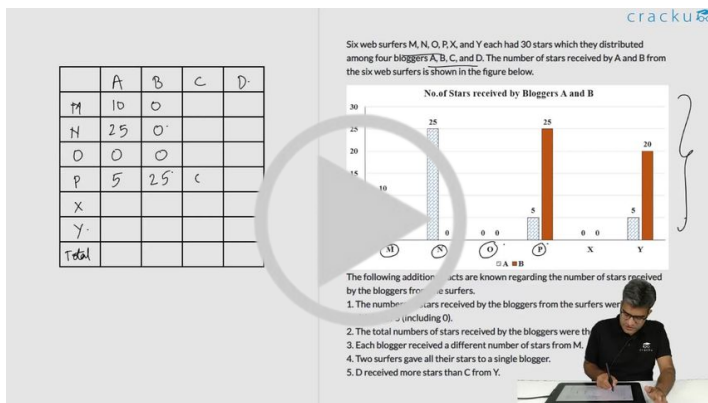 cracku
A B C D.
M 10 0
N 25 0
O 0 0
P 5 25 C
X
Y.
Total
Six web surfers M, N, O, P, X, and Y each had 30 stars which they distributed
among four bloggers A, B, C, and D. The number of stars received by A and B from
the six web surfers is shown in the figure below.
No.of Stars received by Bloggers A and B
30
25 25 25
20 20
15
10
5 5
0 0 0 0 0
M N O P X Y
A B
The following addition facts are known regarding the number of stars received
by the bloggers from the surfers.
1. The number stars received by the bloggers from the surfers were
(including 0).
2. The total numbers of stars received by the bloggers were the
3. Each blogger received a different number of stars from M.
4. Two surfers gave all their stars to a single blogger.
5. D received more stars than C from Y.